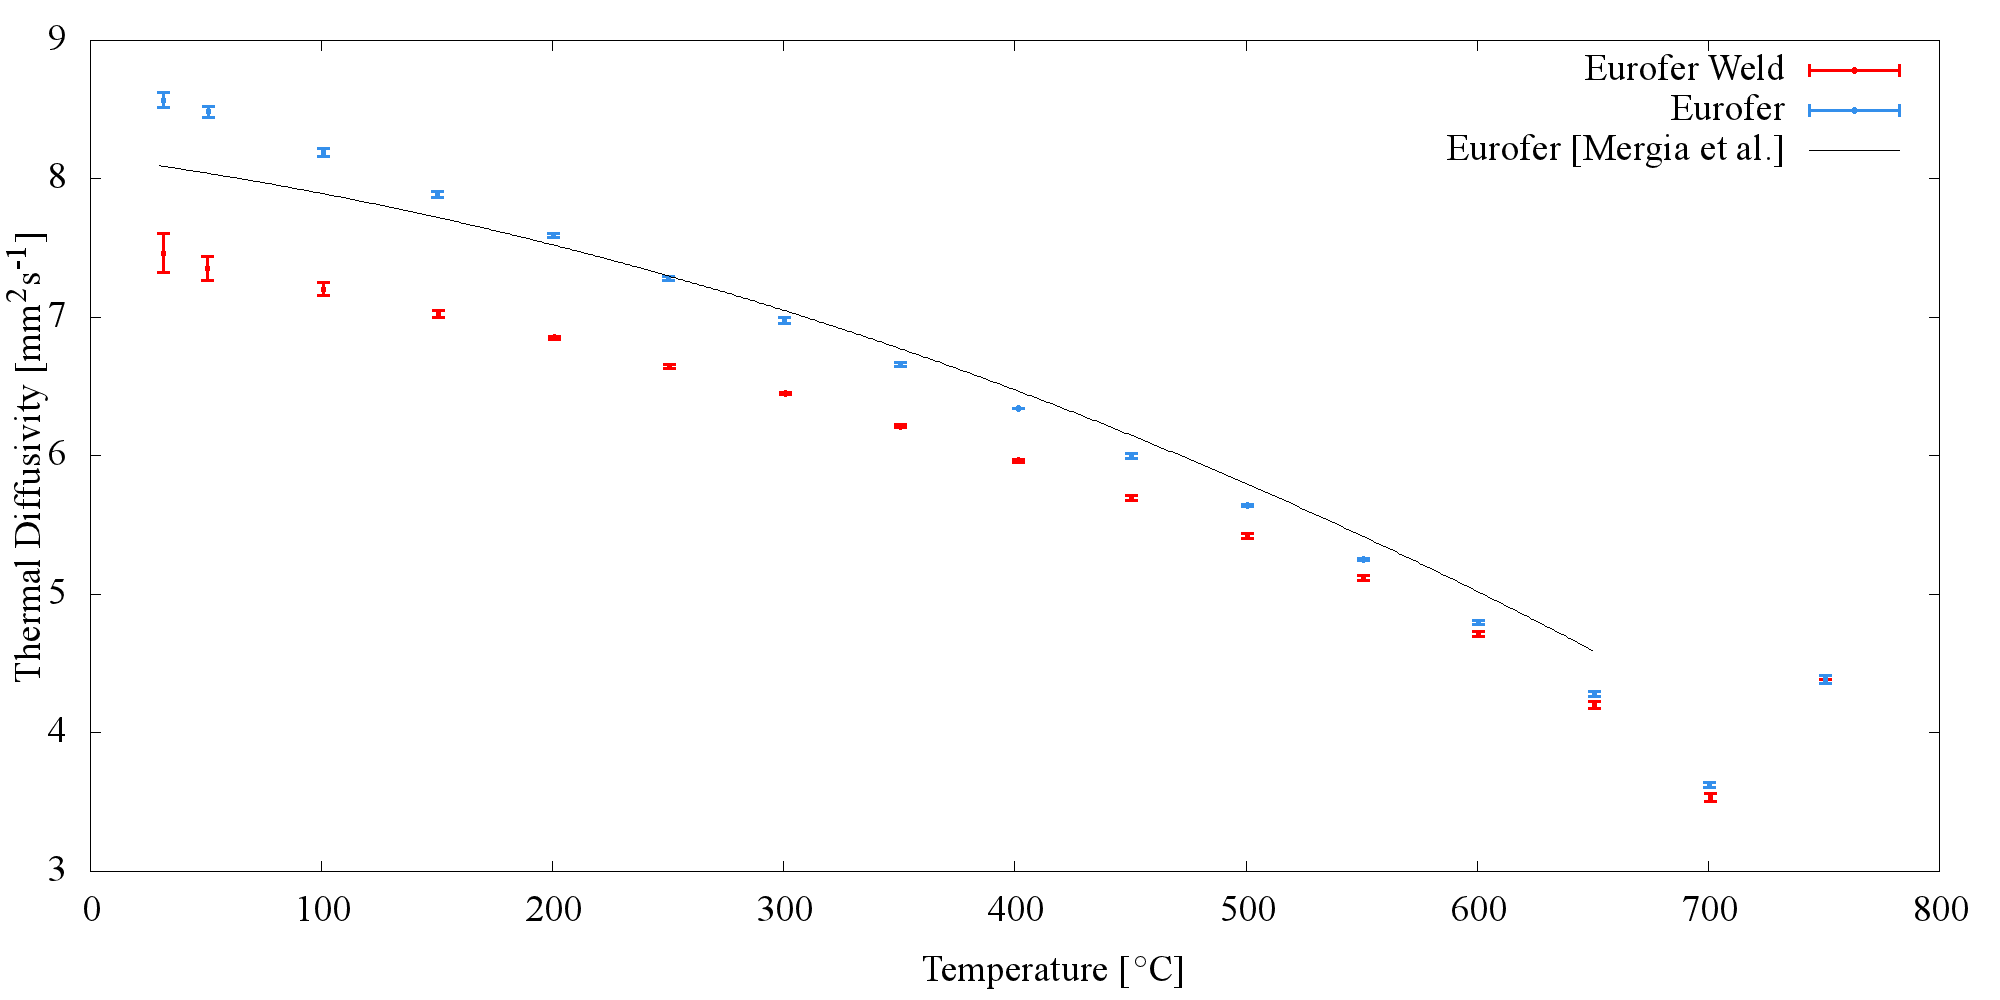 Thermal Diffusivity [mm²s⁻¹]
9
8
7
6
5
4
3
Eurofer Weld
Eurofer
Eurofer [Mergia et al.]
0 100 200 300 400 500 600 700 800
Temperature [°C]